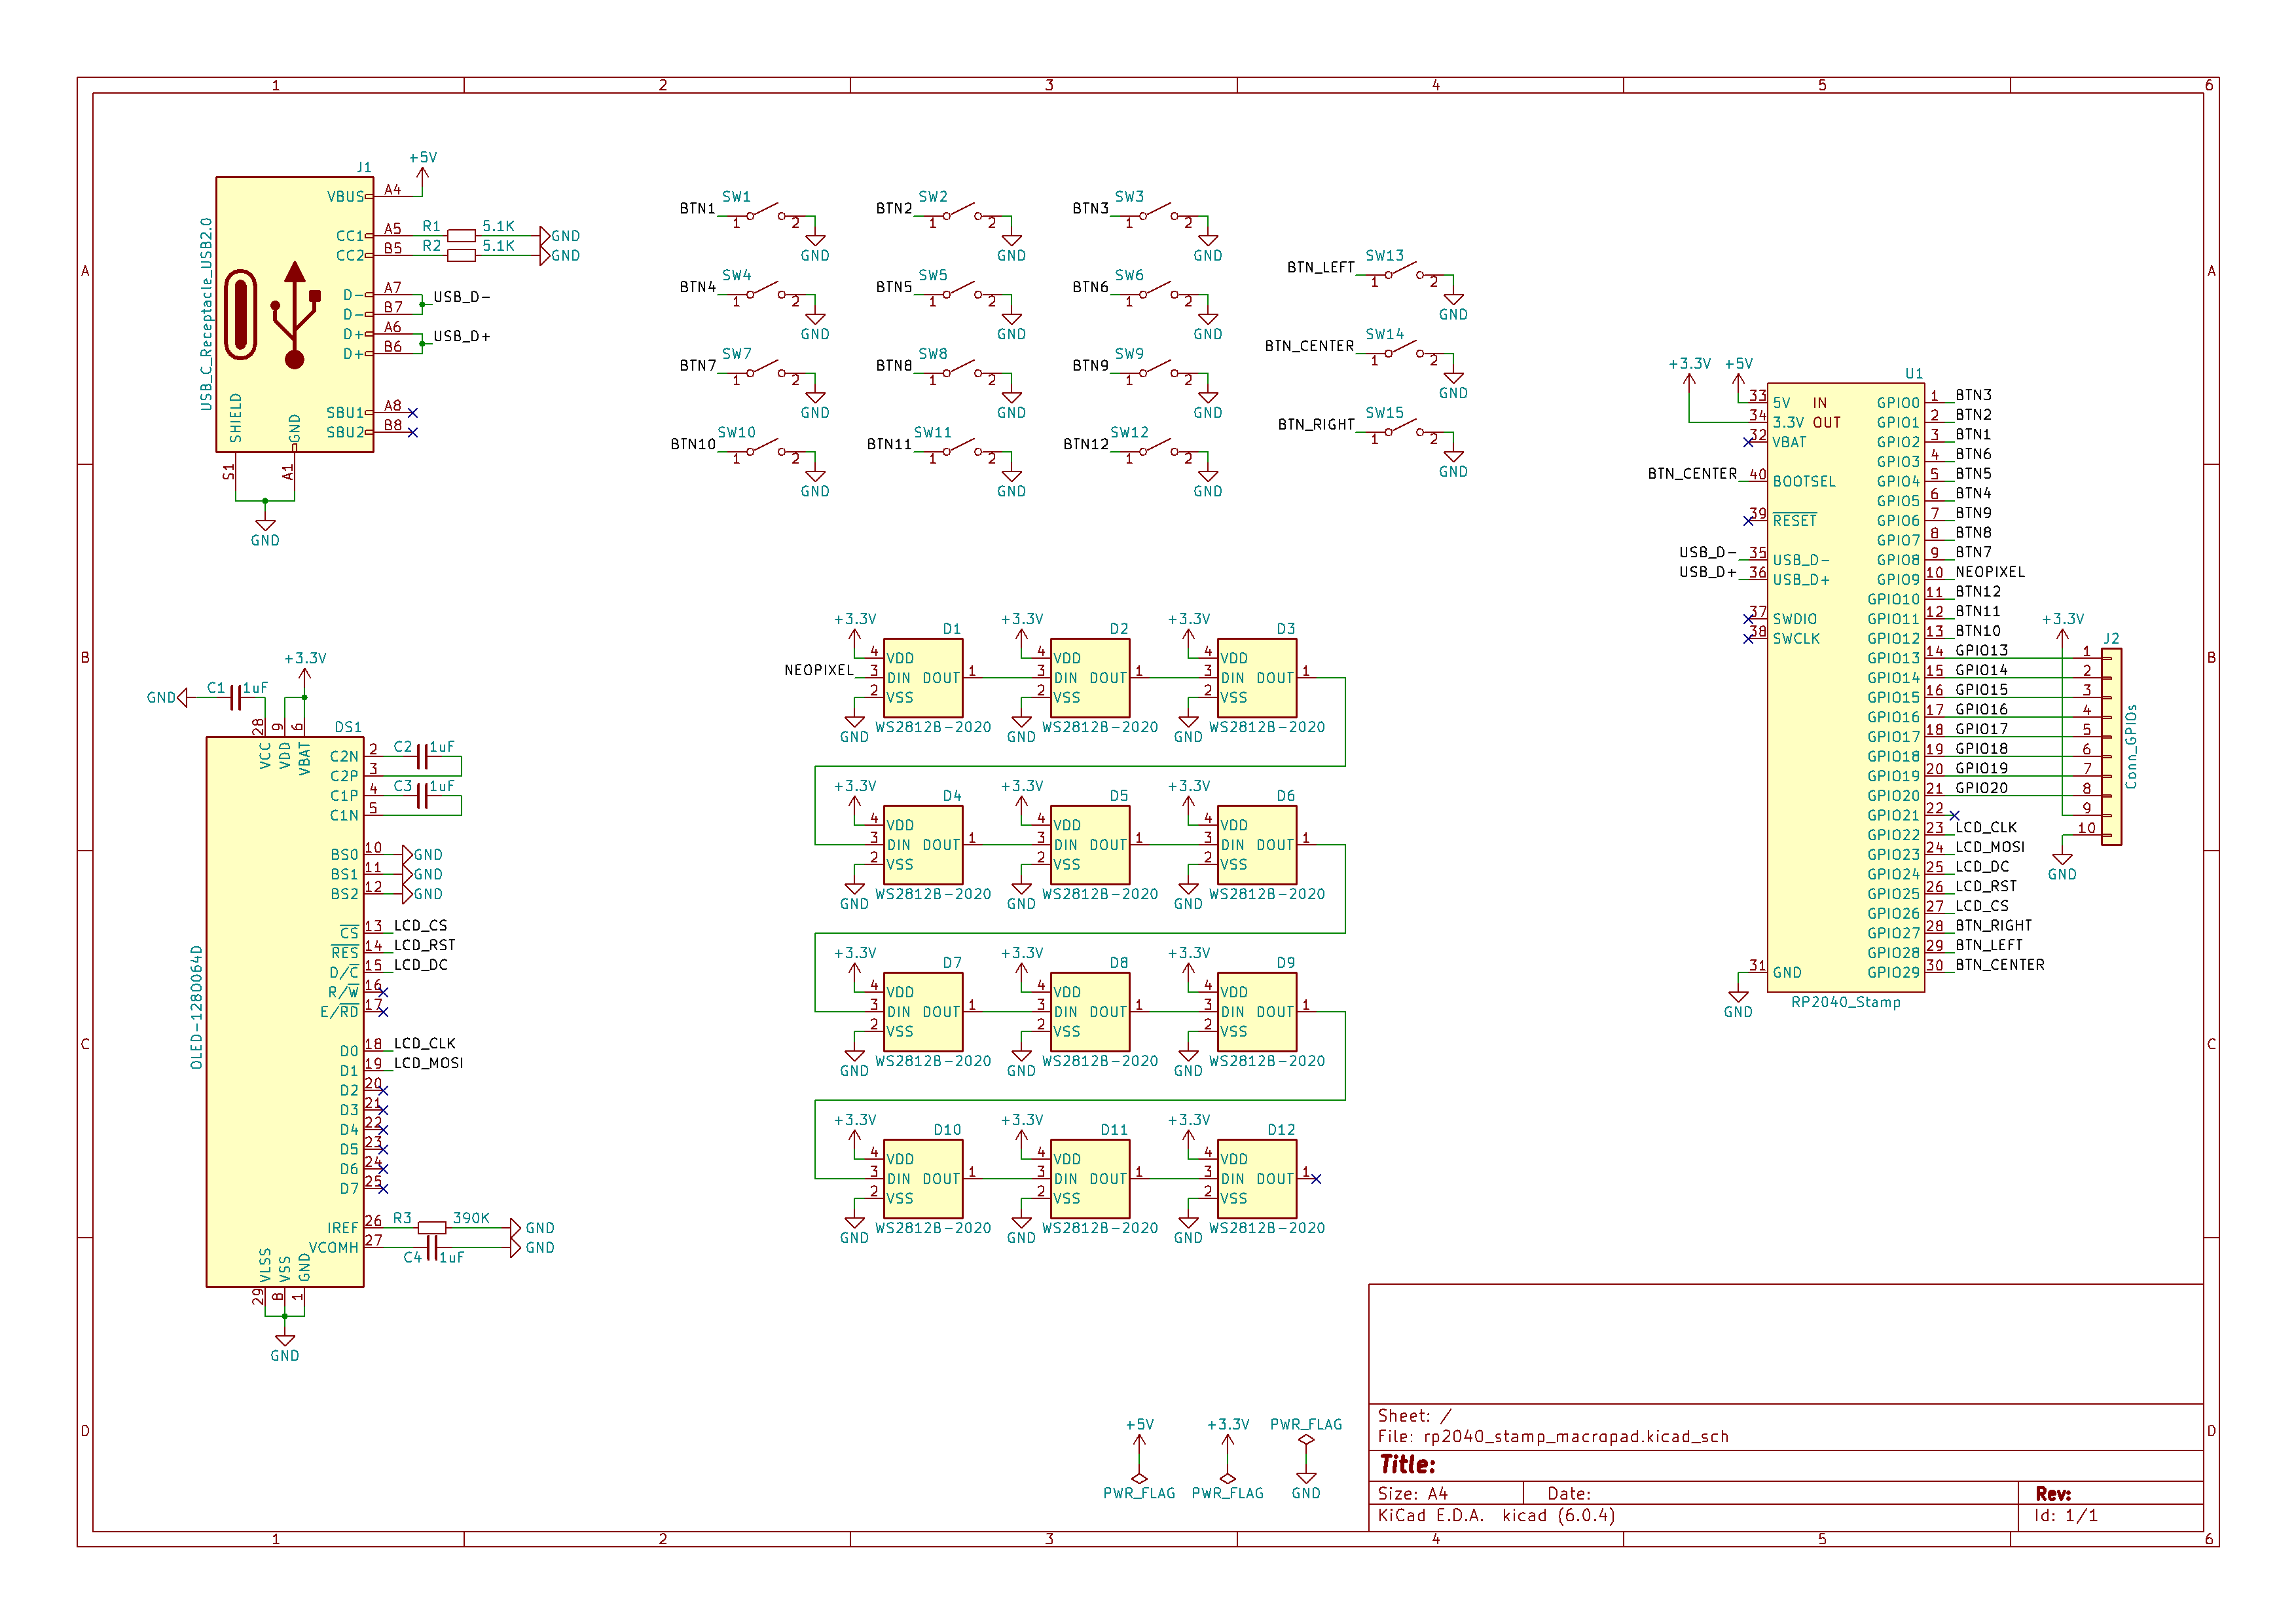 1 2 3 4 5 6
A
B
C
D
A
B
C
D
1 2 3 4 5 6
J1
+5V
USB_C_Receptacle_USB2.0
VBUS A4
CC1 A5 R1 5.1K GND
CC2 B5 R2 5.1K GND
D- A7
USB_D-
D- B7
D+ A6
USB_D+
D+ B6
SBU1 A8
SBU2 B8
SHIELD GND
S1 A1
GND
SW1 SW2 SW3
BTN1 1 2 BTN2 1 2 BTN3 1 2
GND GND GND
SW4 SW5 SW6
BTN4 1 2 BTN5 1 2 BTN6 1 2
GND GND GND
SW7 SW8 SW9
BTN7 1 2 BTN8 1 2 BTN9 1 2
GND GND GND
SW10 SW11 SW12
BTN10 1 2 BTN11 1 2 BTN12 1 2
GND GND GND
SW13
BTN_LEFT 1 2
GND
SW14
BTN_CENTER 1 2
GND
SW15
BTN_RIGHT 1 2
GND
+3.3V +5V
U1
33 5V IN GPIO0 1 BTN3
34 3.3V OUT GPIO1 2 BTN2
32 VBAT GPIO2 3 BTN1
GPIO3 4 BTN6
BTN_CENTER 40 BOOTSEL GPIO4 5 BTN5
GPIO5 6 BTN4
39 RESET GPIO6 7 BTN9
GPIO7 8 BTN8
USB_D- 35 USB_D- GPIO8 9 BTN7
USB_D+ 36 USB_D+ GPIO9 10 NEOPIXEL
GPIO10 11 BTN12
37 SWDIO GPIO11 12 BTN11
38 SWCLK GPIO12 13 BTN10
GPIO13 14 GPIO13
GPIO14 15 GPIO14
GPIO15 16 GPIO15
GPIO16 17 GPIO16
GPIO17 18 GPIO17
GPIO18 19 GPIO18
GPIO19 20 GPIO19
GPIO20 21 GPIO20
GPIO21 22
GPIO22 23 LCD_CLK
GPIO23 24 LCD_MOSI
GPIO24 25 LCD_DC
GPIO25 26 LCD_RST
GPIO26 27 LCD_CS
GPIO27 28 BTN_RIGHT
GPIO28 29 BTN_LEFT
31 GND GPIO29 30 BTN_CENTER
RP2040_Stamp
GND
+3.3V
J2
1
2
3
4
5
6
7
8
9
10
Conn_GPIOs
GND
+3.3V
GND C1 1uF
28 9 6
DS1
VCC VDD VBAT
OLED-128O064D
C2N 2 C2 1uF
C2P 3
C1P 4 C3 1uF
C1N 5
BS0 10 GND
BS1 11 GND
BS2 12 GND
CS 13 LCD_CS
RES 14 LCD_RST
D/C 15 LCD_DC
R/W 16
E/RD 17
D0 18 LCD_CLK
D1 19 LCD_MOSI
D2 20
D3 21
D4 22
D5 23
D6 24
D7 25
IREF 26 R3 390K GND
VCOMH 27 C4 1uF GND
VLSS VSS GND
29 8 1
GND
+3.3V D1 +3.3V D2 +3.3V D3
4 VDD 4 VDD 4 VDD
NEOPIXEL 3 DIN DOUT 1 3 DIN DOUT 1 3 DIN DOUT 1
2 VSS 2 VSS 2 VSS
GND WS2812B-2020 GND WS2812B-2020 GND WS2812B-2020
+3.3V D4 +3.3V D5 +3.3V D6
4 VDD 4 VDD 4 VDD
3 DIN DOUT 1 3 DIN DOUT 1 3 DIN DOUT 1
2 VSS 2 VSS 2 VSS
GND WS2812B-2020 GND WS2812B-2020 GND WS2812B-2020
+3.3V D7 +3.3V D8 +3.3V D9
4 VDD 4 VDD 4 VDD
3 DIN DOUT 1 3 DIN DOUT 1 3 DIN DOUT 1
2 VSS 2 VSS 2 VSS
GND WS2812B-2020 GND WS2812B-2020 GND WS2812B-2020
+3.3V D10 +3.3V D11 +3.3V D12
4 VDD 4 VDD 4 VDD
3 DIN DOUT 1 3 DIN DOUT 1 3 DIN DOUT 1
2 VSS 2 VSS 2 VSS
GND WS2812B-2020 GND WS2812B-2020 GND WS2812B-2020
+5V +3.3V PWR_FLAG
PWR_FLAG PWR_FLAG GND
Sheet: /
File: rp2040_stamp_macropad.kicad_sch
Title:
Size: A4 Date: Rev:
KiCad E.D.A. kicad (6.0.4) Id: 1/1